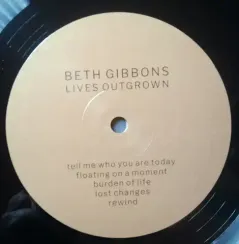 BETH GIBBONS
LIVES OUTGROWN
tell me who you are today
floating on a moment
burden of life
lost changes
rewind